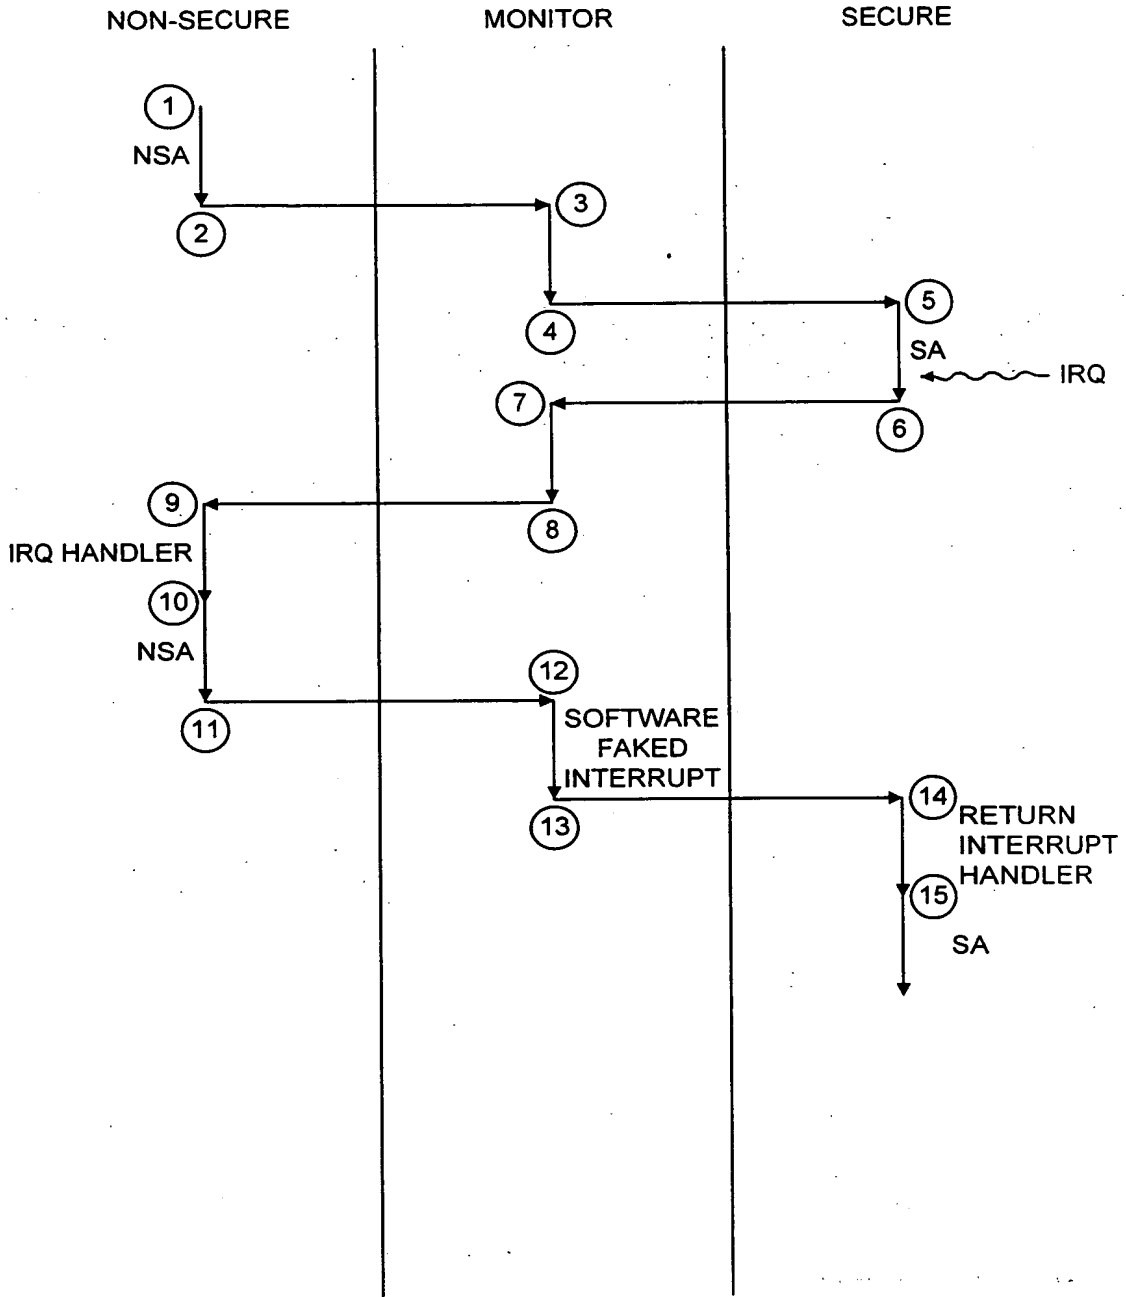 NON-SECURE MONITOR SECURE
1
NSA
2
3
4
5
SA
IRQ
6
7
8
9
IRQ HANDLER
10
NSA
11
12
SOFTWARE
FAKED
INTERRUPT
13
14
RETURN
INTERRUPT
HANDLER
15
SA